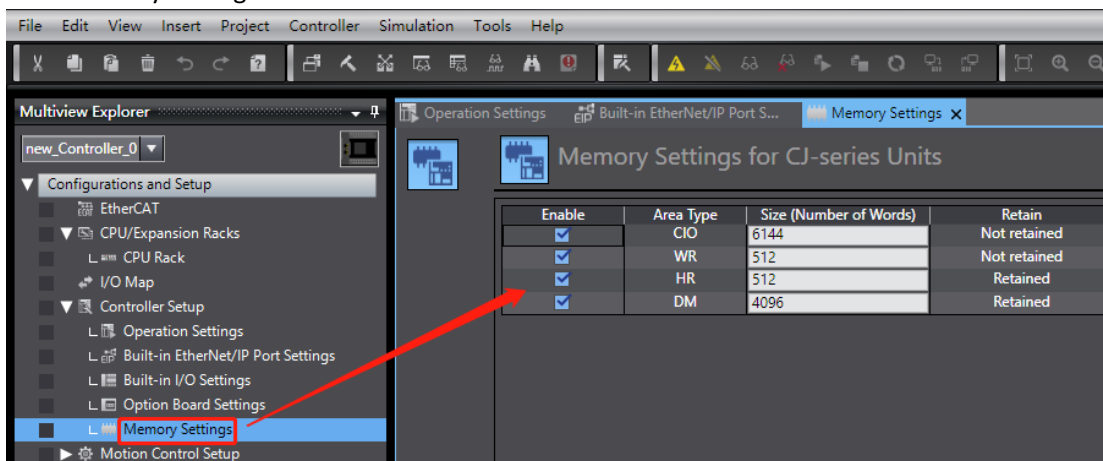 File Edit View Insert Project Controller Simulation Tools Help
Multiview Explorer
new_Controller_0
Configurations and Setup
EtherCAT
CPU/Expansion Racks
CPU Rack
I/O Map
Controller Setup
Operation Settings
Built-in EtherNet/IP Port Settings
Built-in I/O Settings
Option Board Settings
Memory Settings
Motion Control Setup
Operation Settings EIP Built-in EtherNet/IP Port S... Memory Settings
Memory Settings for CJ-series Units
Enable Area Type Size (Number of Words) Retain
CIO 6144 Not retained
WR 512 Not retained
HR 512 Retained
DM 4096 Retained